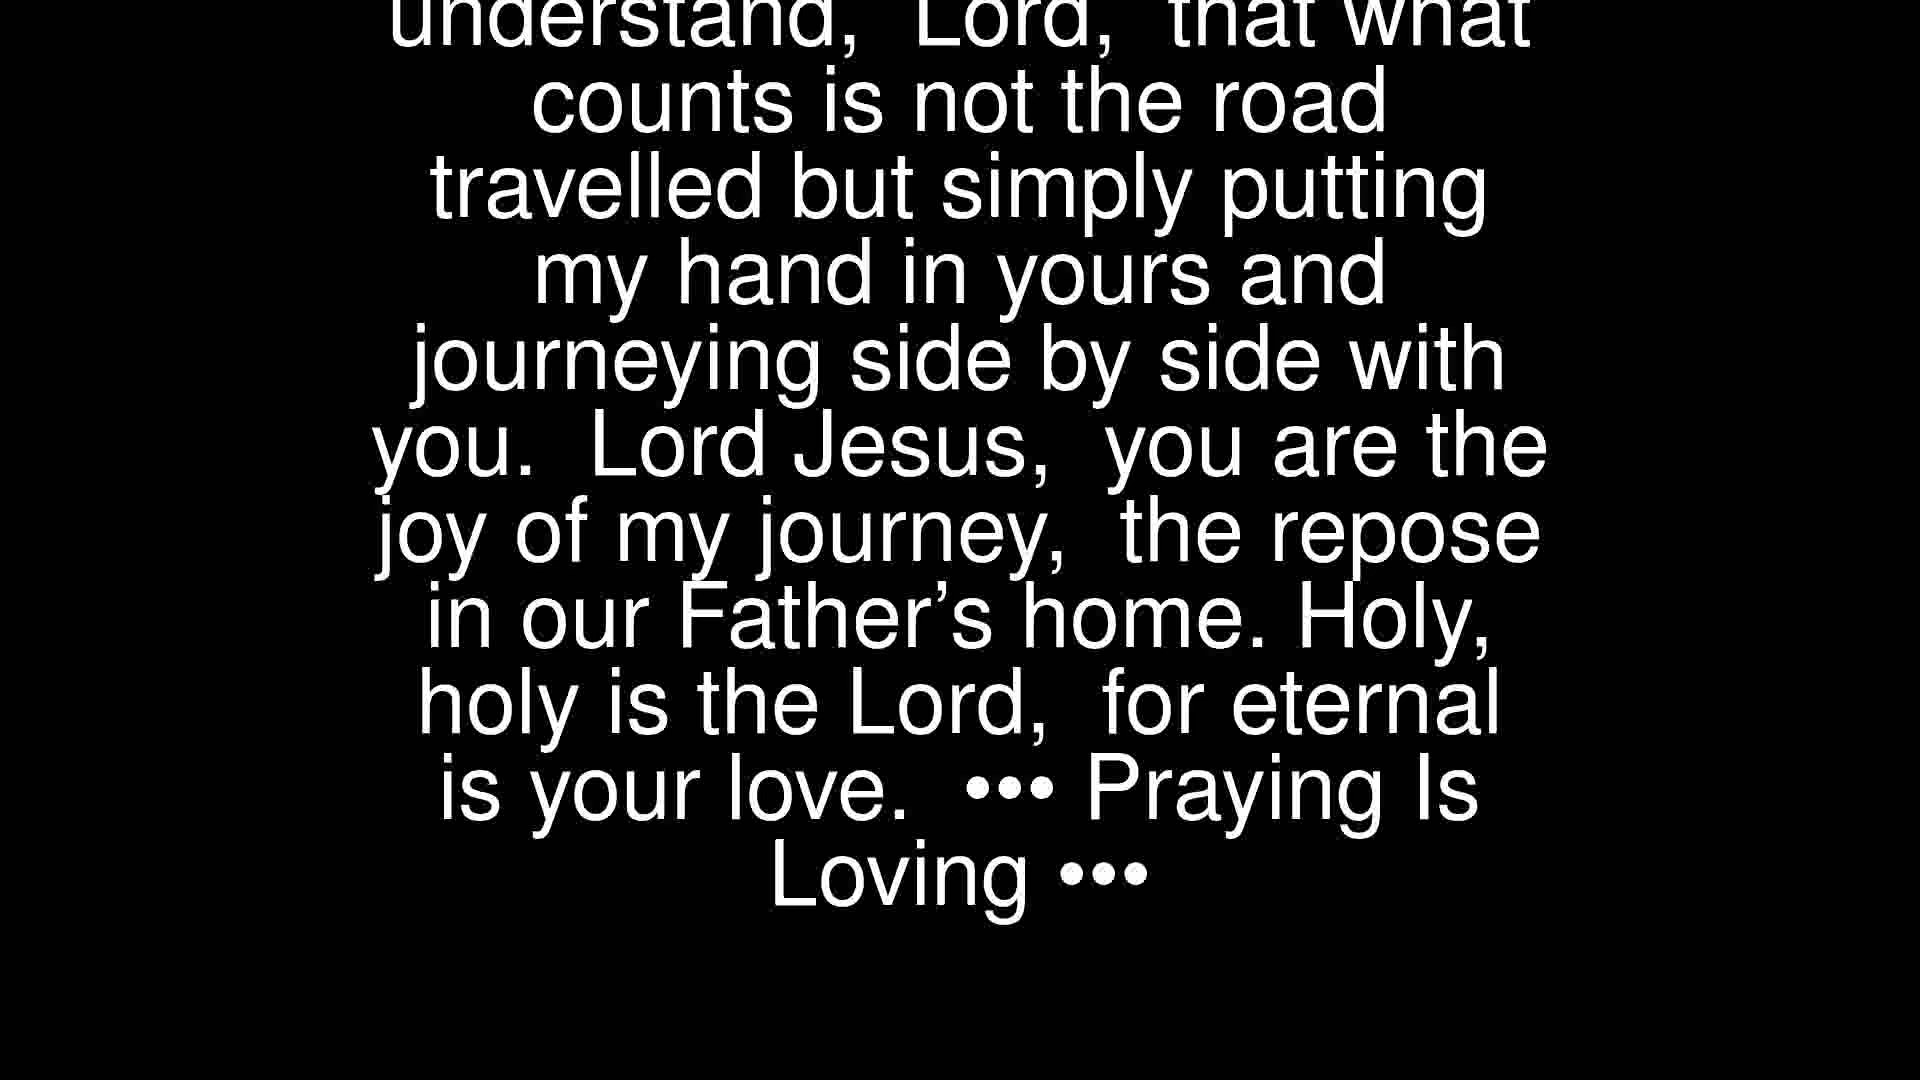 understand,  Lord,  that what
counts is not the road
travelled but simply putting
my hand in yours and
journeying side by side with
you.  Lord Jesus,  you are the
joy of my journey,  the repose
in our Father’s home. Holy,
holy is the Lord,  for eternal
is your love.  ••• Praying Is
Loving •••